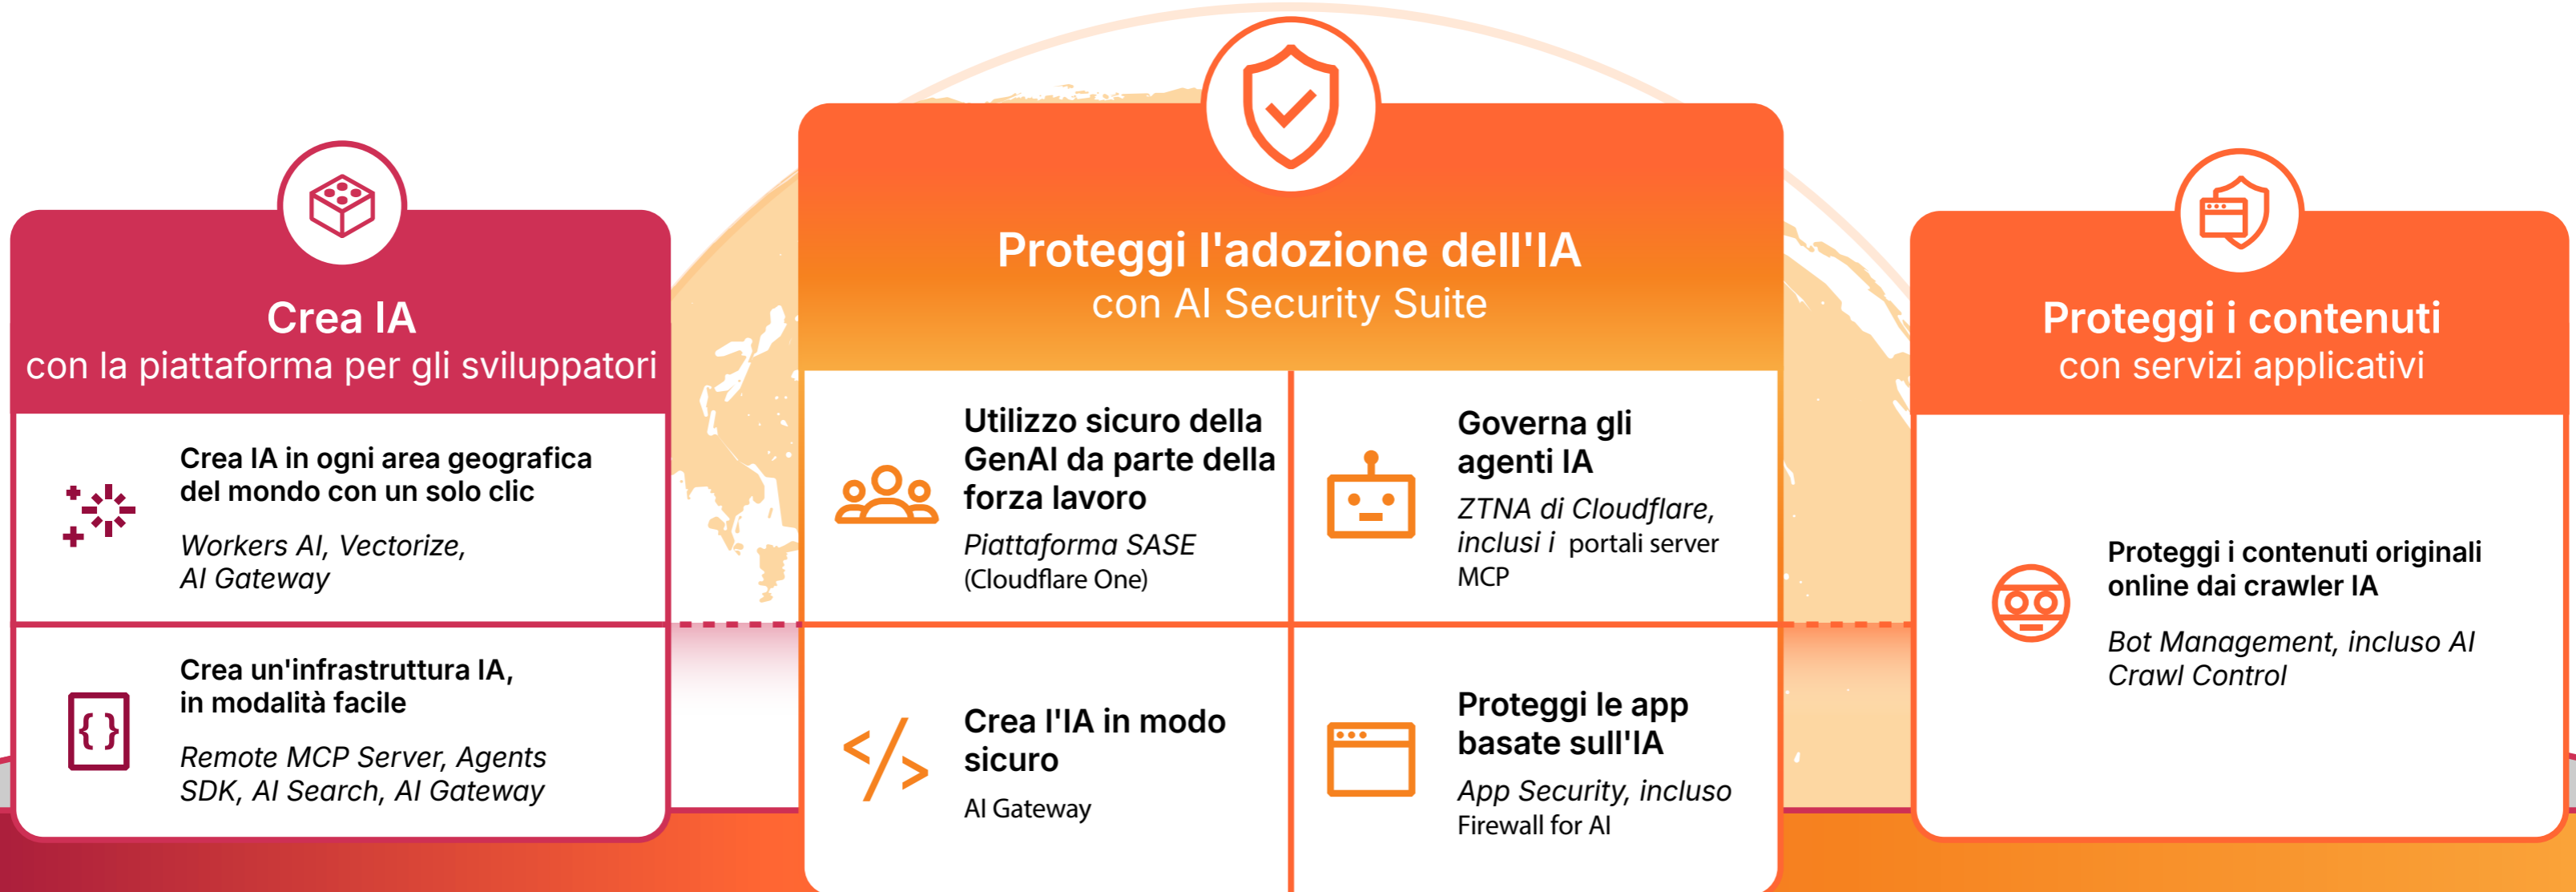 Crea IA
con la piattaforma per gli sviluppatori
Crea IA in ogni area geografica
del mondo con un solo clic
Workers AI, Vectorize,
AI Gateway
Crea un'infrastruttura IA,
in modalità facile
Remote MCP Server, Agents
SDK, AI Search, AI Gateway
Proteggi l'adozione dell'IA
con AI Security Suite
Utilizzo sicuro della
GenAI da parte della
forza lavoro
Piattaforma SASE
(Cloudflare One)
Governa gli
agenti IA
ZTNA di Cloudflare,
inclusi i portali server
MCP
Crea l'IA in modo
sicuro
AI Gateway
Proteggi le app
basate sull'IA
App Security, incluso
Firewall for AI
Proteggi i contenuti
con servizi applicativi
Proteggi i contenuti originali
online dai crawler IA
Bot Management, incluso AI
Crawl Control